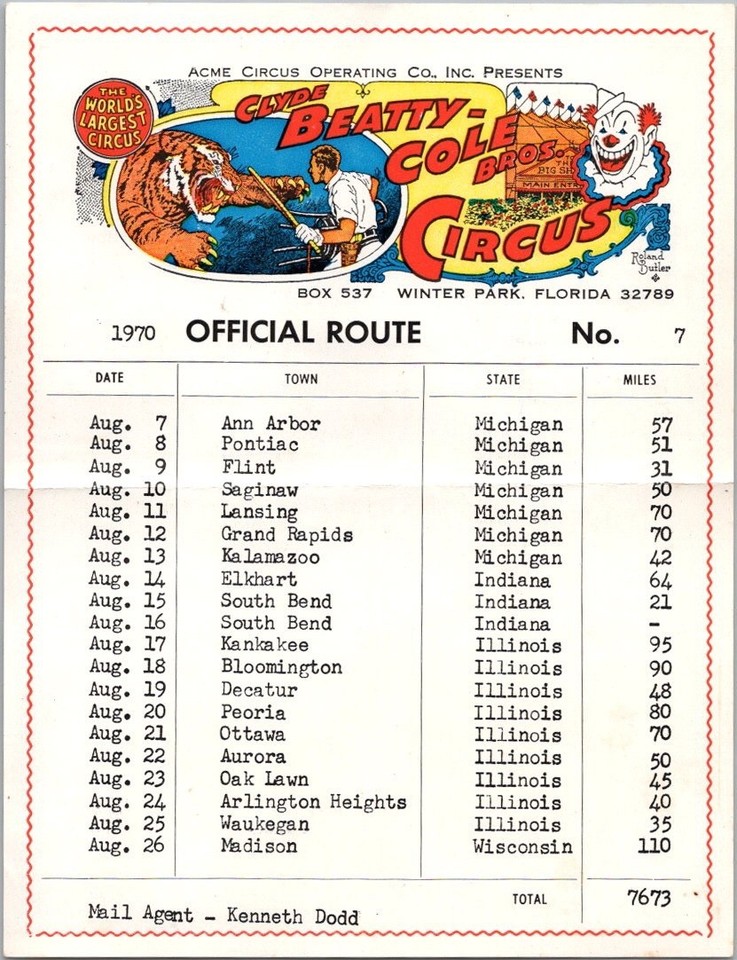 ACME CIRCUS OPERATING CO., INC. PRESENTS
THE
WORLD'S
LARGEST
CIRCUS
CLYDE
BEATTY-
COLE
BROS.
CIRCUS
THE
BIG SH
MAIN ENTR
Roland
Butler
BOX 537 WINTER PARK, FLORIDA 32789
1970 OFFICIAL ROUTE No. 7
DATE TOWN STATE MILES
Aug. 7 Ann Arbor Michigan 57
Aug. 8 Pontiac Michigan 51
Aug. 9 Flint Michigan 31
Aug. 10 Saginaw Michigan 50
Aug. 11 Lansing Michigan 70
Aug. 12 Grand Rapids Michigan 70
Aug. 13 Kalamazoo Michigan 42
Aug. 14 Elkhart Indiana 64
Aug. 15 South Bend Indiana 21
Aug. 16 South Bend Indiana -
Aug. 17 Kankakee Illinois 95
Aug. 18 Bloomington Illinois 90
Aug. 19 Decatur Illinois 48
Aug. 20 Peoria Illinois 80
Aug. 21 Ottawa Illinois 70
Aug. 22 Aurora Illinois 50
Aug. 23 Oak Lawn Illinois 45
Aug. 24 Arlington Heights Illinois 40
Aug. 25 Waukegan Illinois 35
Aug. 26 Madison Wisconsin 110
TOTAL 7673
Mail Agent - Kenneth Dodd